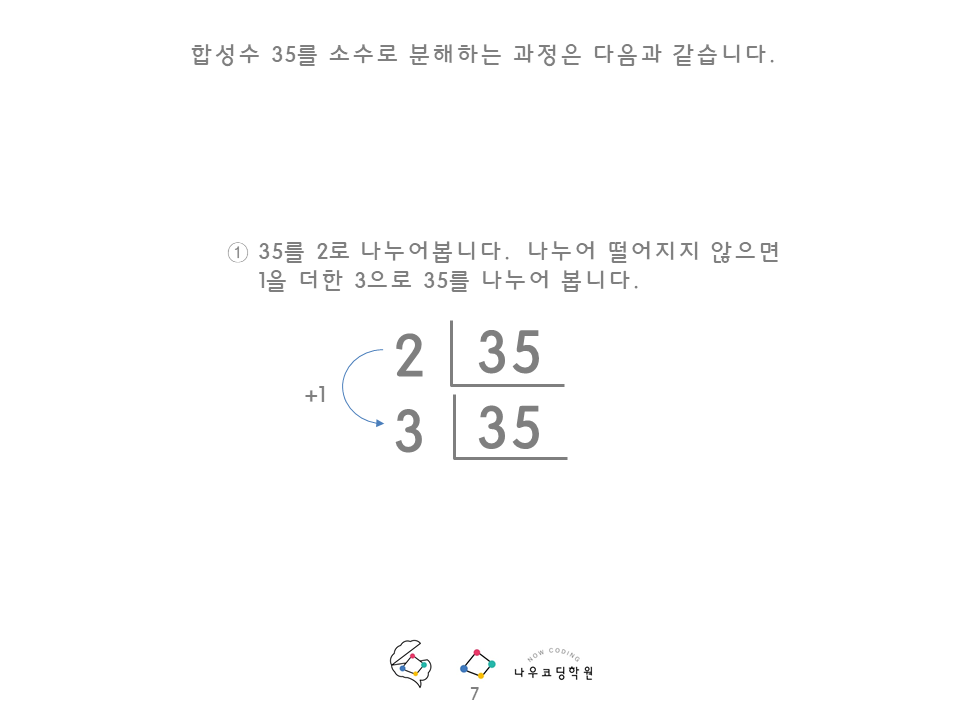 합성수 35를 소수로 분해하는 과정은 다음과 같습니다.
① 35를 2로 나누어봅니다. 나누어 떨어지지 않으면
1을 더한 3으로 35를 나누어 봅니다.
2 35
+1
3 35
NOW CODING
나우코딩학원
7